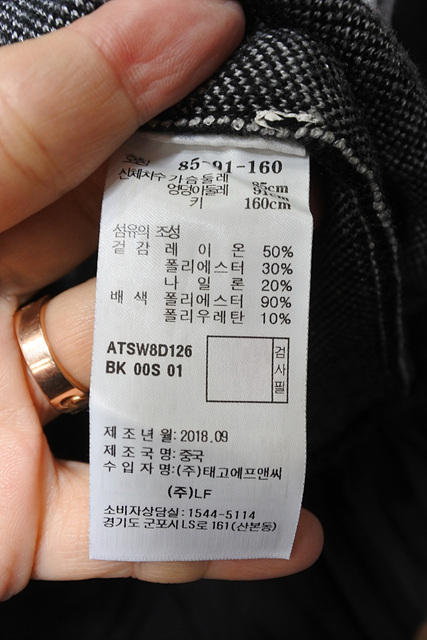 호칭 85-91-160
신체치수 가슴둘레 85cm
엉덩이둘레 91cm
키 160cm
섬유의 조성
겉감 레이온 50%
폴리에스터 30%
나일론 20%
배색 폴리에스터 90%
폴리우레탄 10%
ATSW8D126
BK 00S 01
검사필
제조년월: 2018.09
제조국명: 중국
수입자명: (주)태고에프앤씨
(주)LF
소비자상담실: 1544-5114
경기도 군포시 LS로 161(산본동)